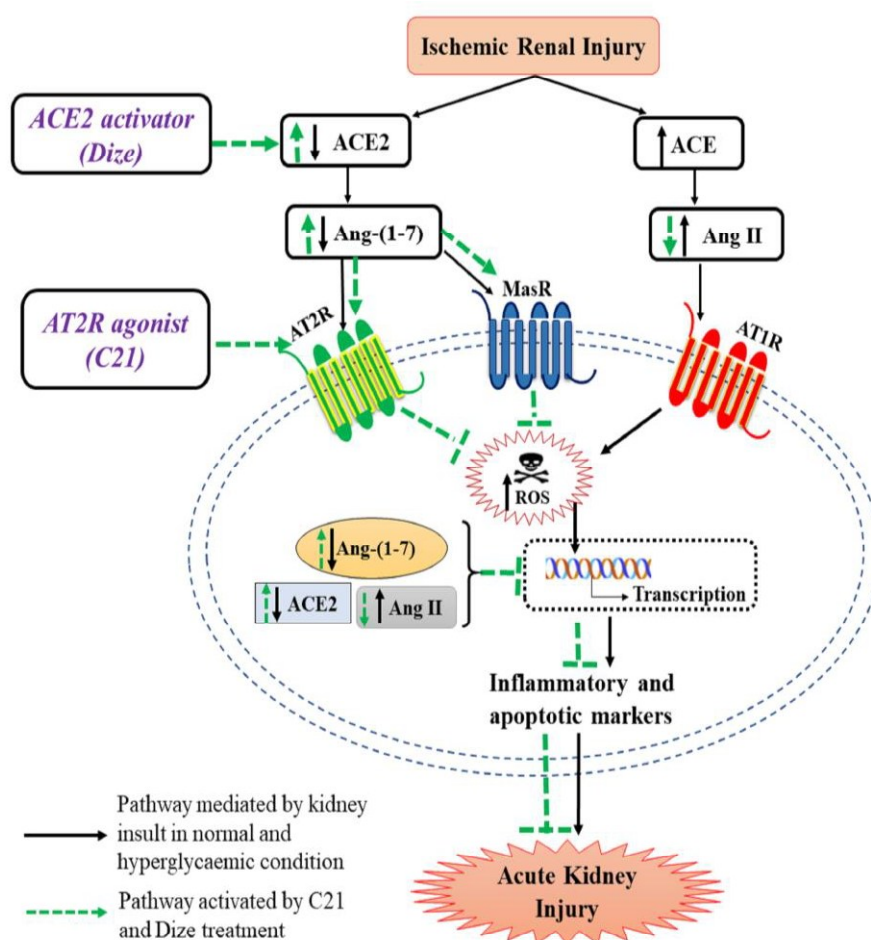 Ischemic Renal Injury
ACE2 activator
(Dize)
ACE2
ACE
Ang-(1-7)
Ang II
MasR
AT2R agonist
(C21)
AT2R
AT1R
ROS
Ang-(1-7)
ACE2
Ang II
Transcription
Inflammatory and
apoptotic markers
Pathway mediated by kidney
insult in normal and
hyperglycaemic condition
Pathway activated by C21
and Dize treatment
Acute Kidney
Injury